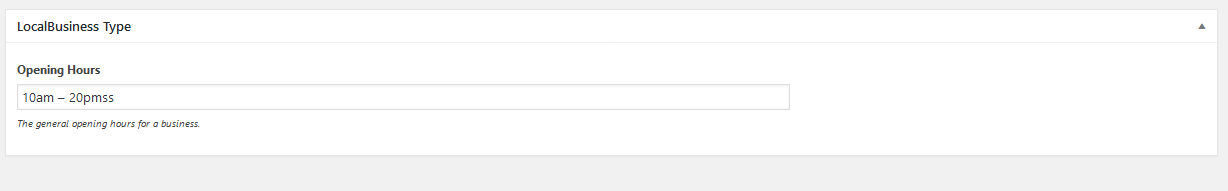 LocalBusiness Type
Opening Hours
10am – 20pmss
The general opening hours for a business.